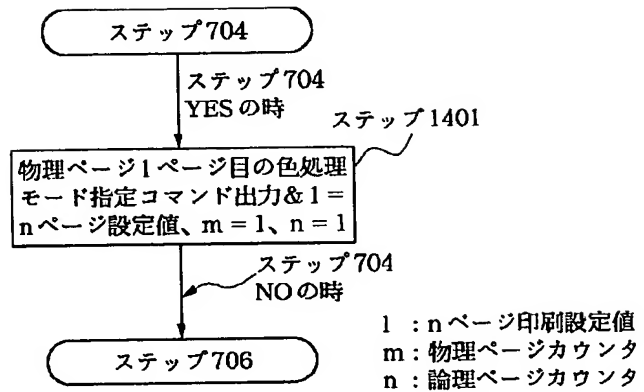 ステップ704
ステップ704
YESの時
ステップ1401
物理ページ1ページ目の色処理
モード指定コマンド出力&1=
nページ設定値、m=1、n=1
ステップ704
NOの時
ステップ706
l:nページ印刷設定値
m:物理ページカウンタ
n:論理ページカウンタ